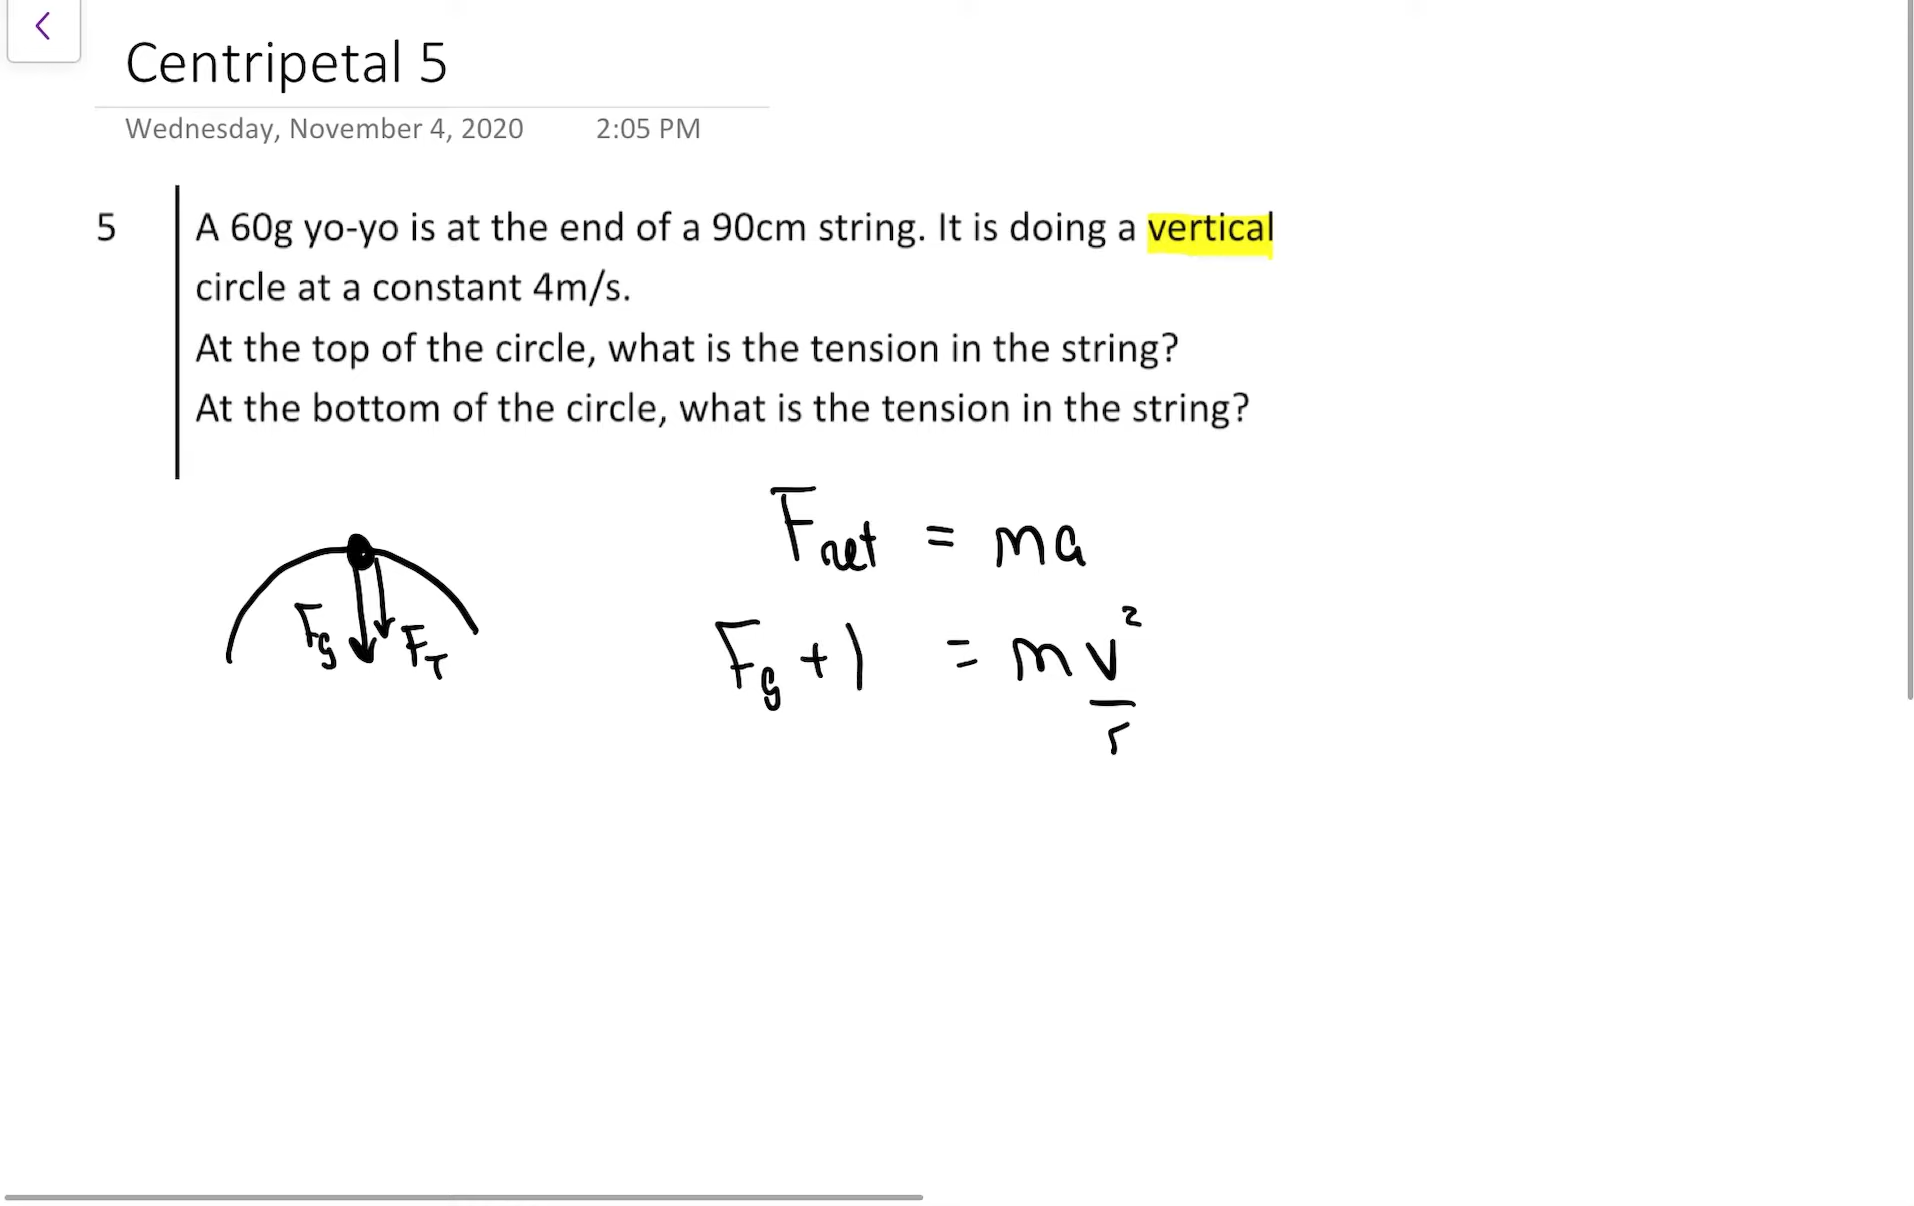 Centripetal 5
Wednesday, November 4, 2020 2:05 PM
5 A 60g yo-yo is at the end of a 90cm string. It is doing a vertical
circle at a constant 4m/s.
At the top of the circle, what is the tension in the string?
At the bottom of the circle, what is the tension in the string?
Fnet = ma
Fg + | = m v²/r
Fg FT